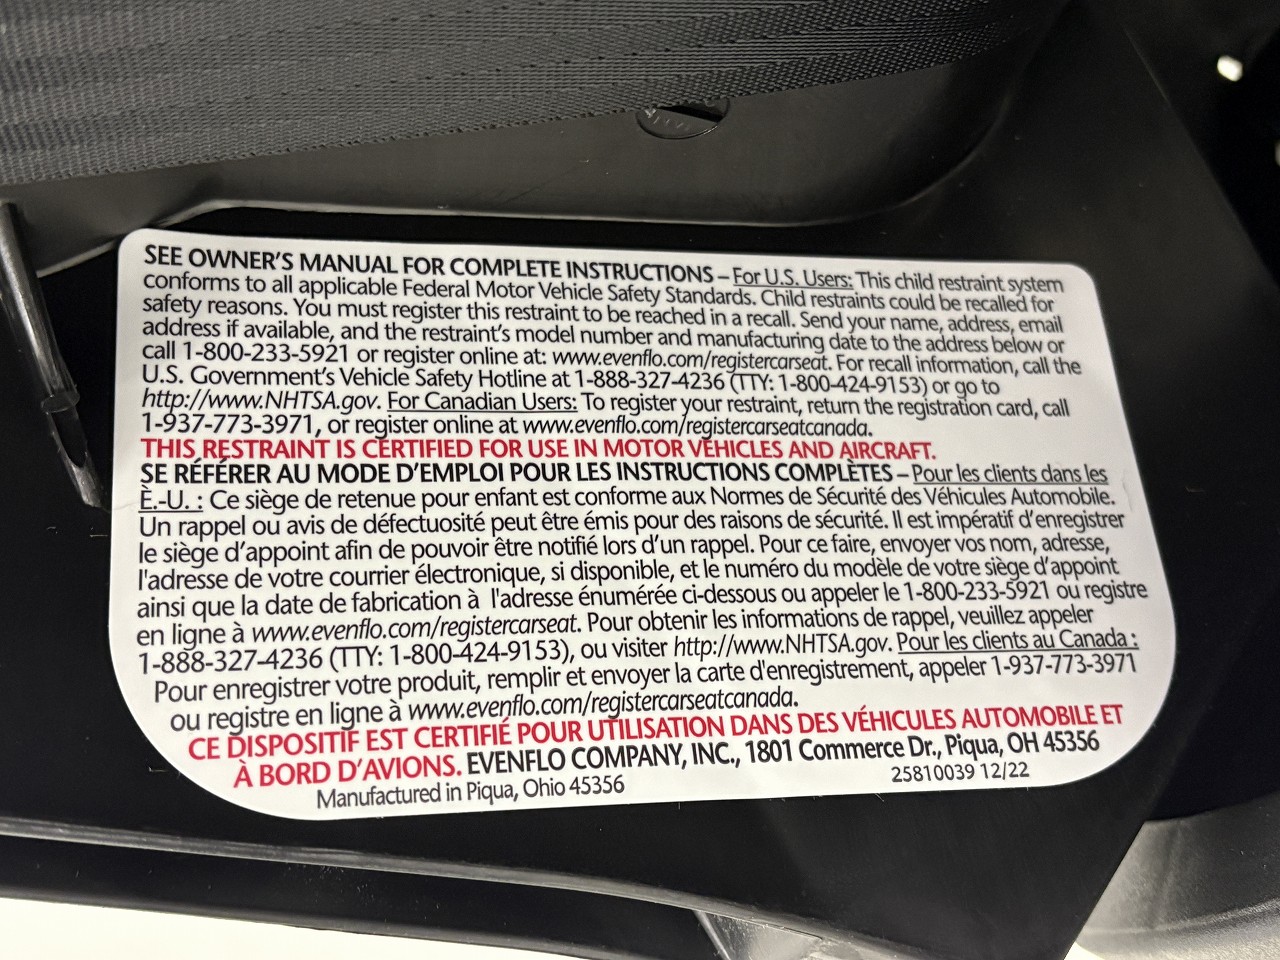 SEE OWNER'S MANUAL FOR COMPLETE INSTRUCTIONS – For U.S. Users: This child restraint system
conforms to all applicable Federal Motor Vehicle Safety Standards. Child restraints could be recalled for
safety reasons. You must register this restraint to be reached in a recall. Send your name, address, email
address if available, and the restraint's model number and manufacturing date to the address below or
call 1-800-233-5921 or register online at: www.evenflo.com/registercarseat. For recall information, call the
U.S. Government's Vehicle Safety Hotline at 1-888-327-4236 (TTY: 1-800-424-9153) or go to
http://www.NHTSA.gov. For Canadian Users: To register your restraint, return the registration card, call
1-937-773-3971, or register online at www.evenflo.com/registercarseatcanada.
THIS RESTRAINT IS CERTIFIED FOR USE IN MOTOR VEHICLES AND AIRCRAFT.
SE RÉFÉRER AU MODE D'EMPLOI POUR LES INSTRUCTIONS COMPLÈTES – Pour les clients dans les
È.-U. : Ce siège de retenue pour enfant est conforme aux Normes de Sécurité des Véhicules Automobile.
Un rappel ou avis de défectuosité peut être émis pour des raisons de sécurité. Il est impératif d'enregistrer
le siège d'appoint afin de pouvoir être notifié lors d'un rappel. Pour ce faire, envoyer vos nom, adresse,
l'adresse de votre courrier électronique, si disponible, et le numéro du modèle de votre siège d'appoint
ainsi que la date de fabrication à l'adresse énumérée ci-dessous ou appeler le 1-800-233-5921 ou registre
en ligne à www.evenflo.com/registercarseat. Pour obtenir les informations de rappel, veuillez appeler
1-888-327-4236 (TTY: 1-800-424-9153), ou visiter http://www.NHTSA.gov. Pour les clients au Canada :
Pour enregistrer votre produit, remplir et envoyer la carte d'enregistrement, appeler 1-937-773-3971
ou registre en ligne à www.evenflo.com/registercarseatcanada.
CE DISPOSITIF EST CERTIFIÉ POUR UTILISATION DANS DES VÉHICULES AUTOMOBILE ET
À BORD D'AVIONS. EVENFLO COMPANY, INC., 1801 Commerce Dr., Piqua, OH 45356
Manufactured in Piqua, Ohio 45356 25810039 12/22